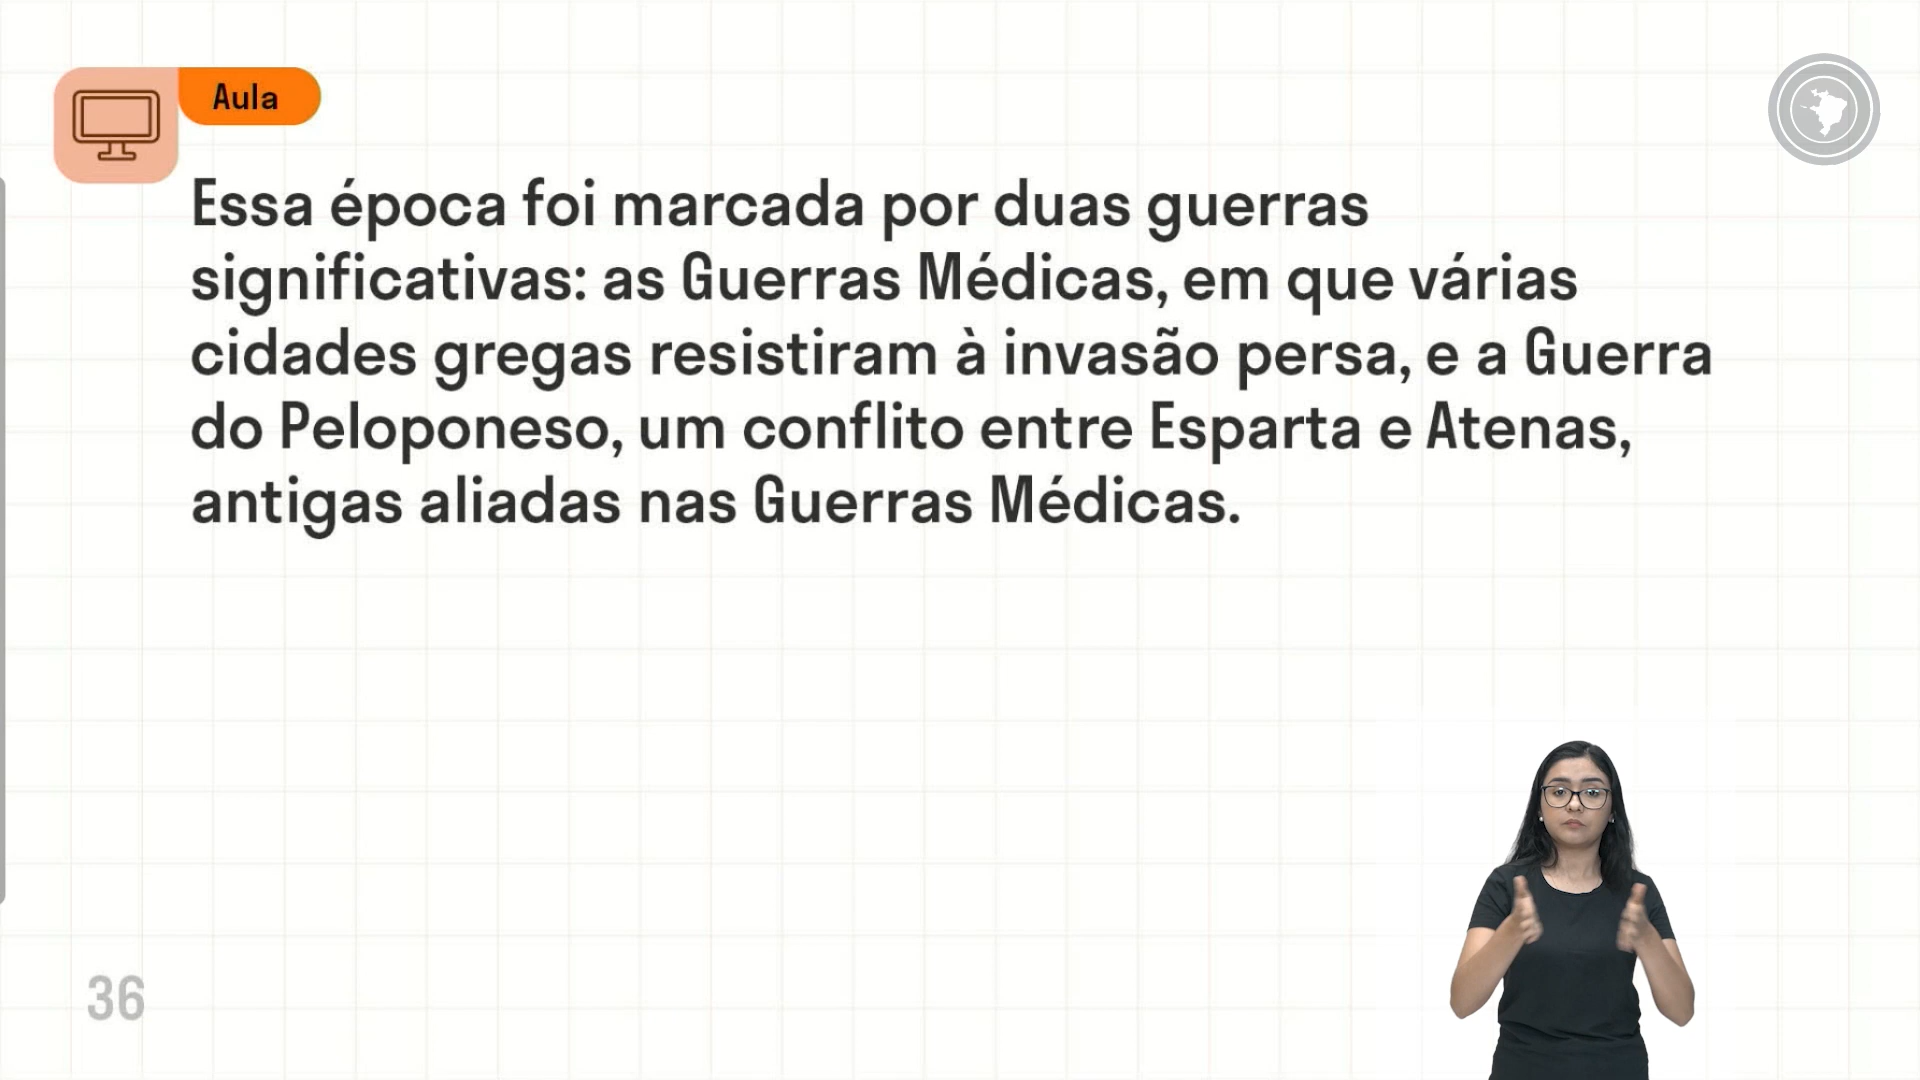 Aula
Essa época foi marcada por duas guerras
significativas: as Guerras Médicas, em que várias
cidades gregas resistiram à invasão persa, e a Guerra
do Peloponeso, um conflito entre Esparta e Atenas,
antigas aliadas nas Guerras Médicas.
36